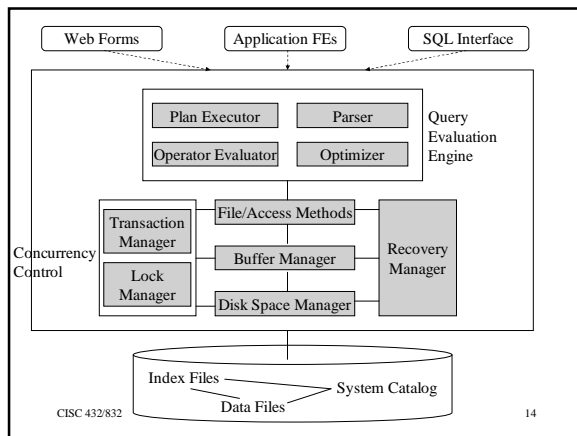 Web Forms
Application FEs
SQL Interface
Plan Executor
Parser
Operator Evaluator
Optimizer
Query
Evaluation
Engine
File/Access Methods
Transaction
Manager
Concurrency
Control
Lock
Manager
Buffer Manager
Disk Space Manager
Recovery
Manager
Index Files
System Catalog
Data Files
CISC 432/832
14